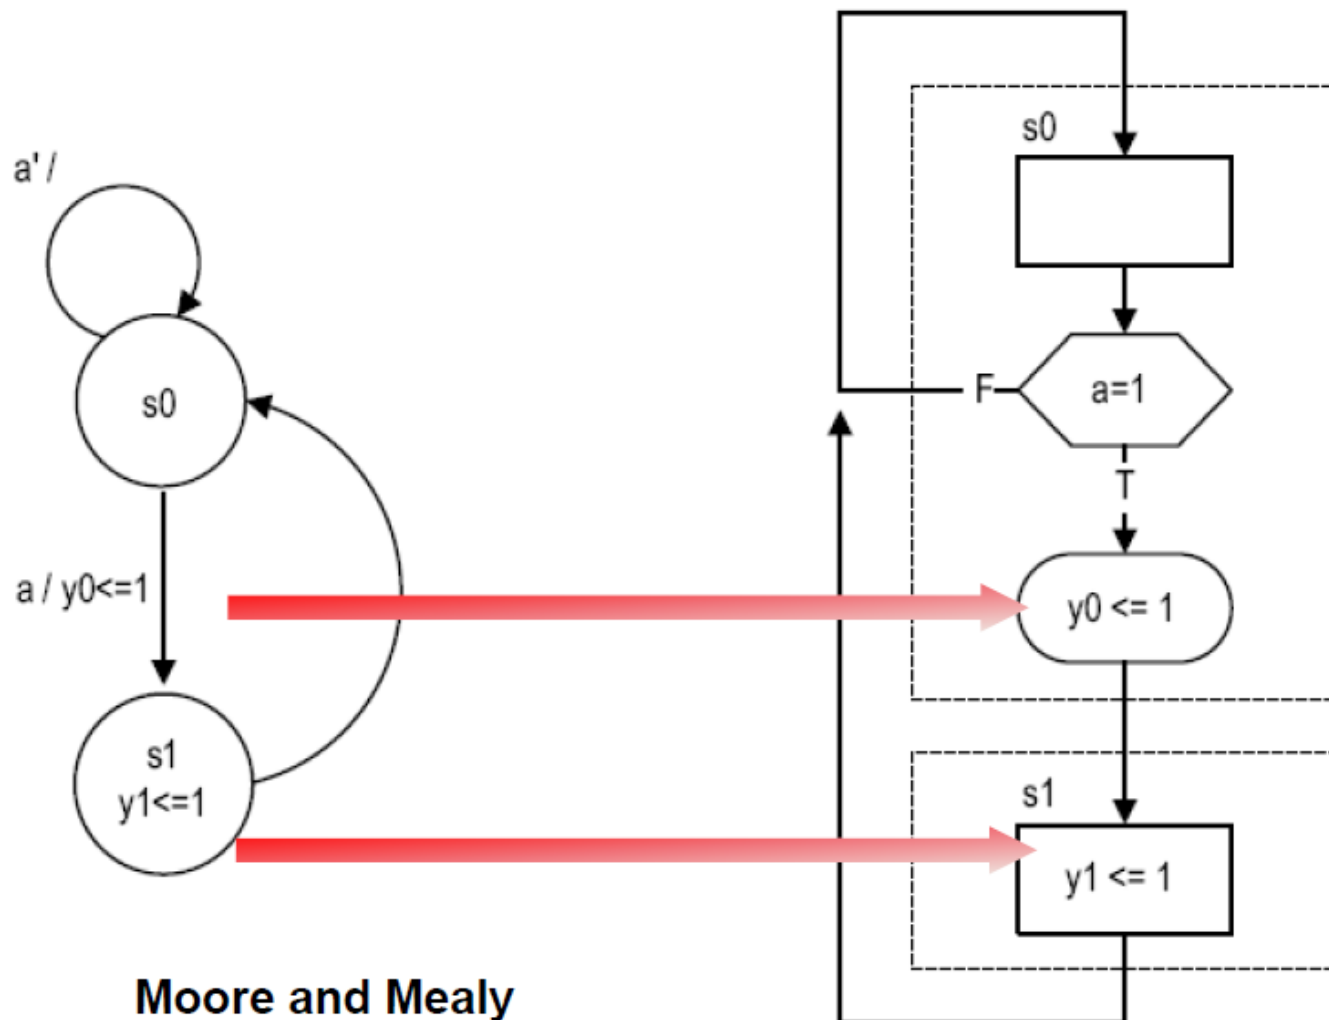 a' /
s0
a / y0<=1
s1
y1<=1
Moore and Mealy
s0
a=1
F
T
y0 <= 1
s1
y1 <= 1